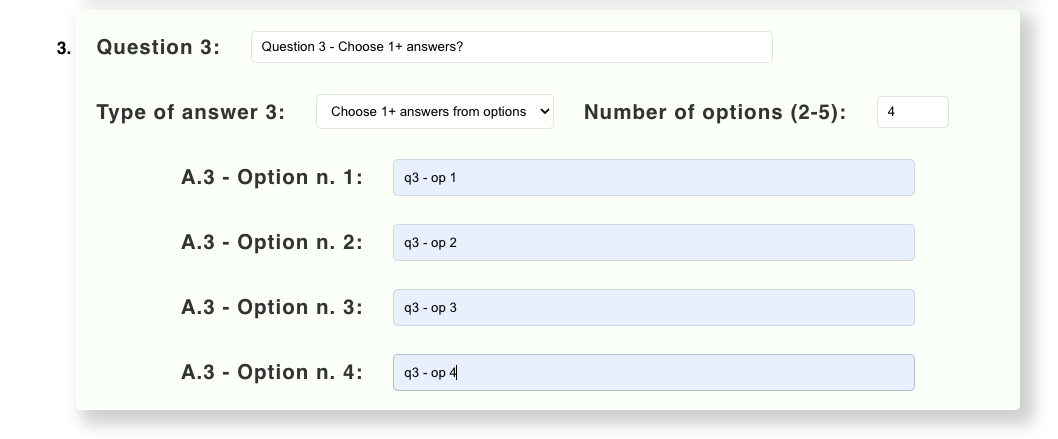 3. Question 3: Question 3 - Choose 1+ answers?
Type of answer 3: Choose 1+ answers from options Number of options (2-5): 4
A.3 - Option n. 1: q3 - op 1
A.3 - Option n. 2: q3 - op 2
A.3 - Option n. 3: q3 - op 3
A.3 - Option n. 4: q3 - op 4